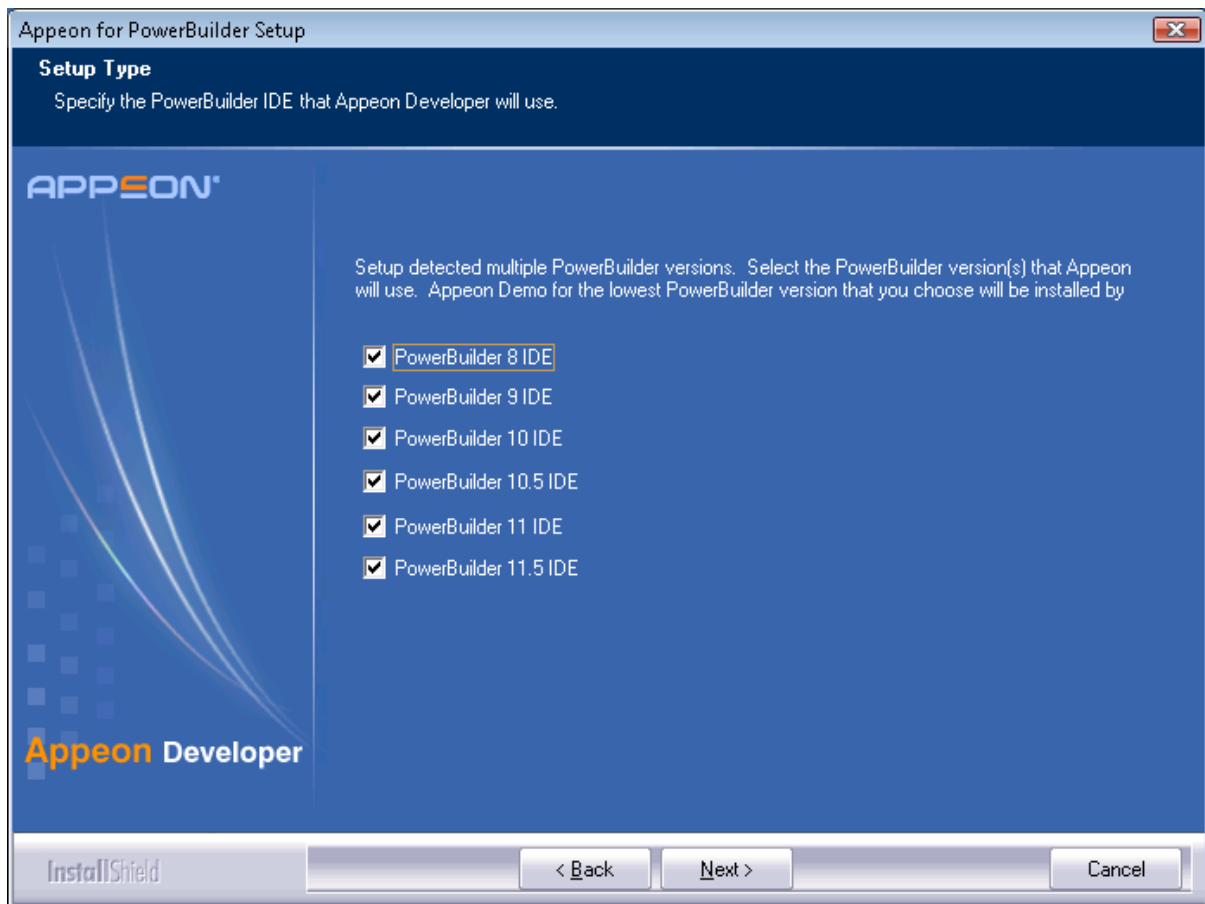 Appeon for PowerBuilder Setup
Setup Type
Specify the PowerBuilder IDE that Appeon Developer will use.
APPEON®
Setup detected multiple PowerBuilder versions. Select the PowerBuilder version(s) that Appeon
will use. Appeon Demo for the lowest PowerBuilder version that you choose will be installed by
PowerBuilder 8 IDE
PowerBuilder 9 IDE
PowerBuilder 10 IDE
PowerBuilder 10.5 IDE
PowerBuilder 11 IDE
PowerBuilder 11.5 IDE
Appeon Developer
InstallShield
< Back
Next >
Cancel